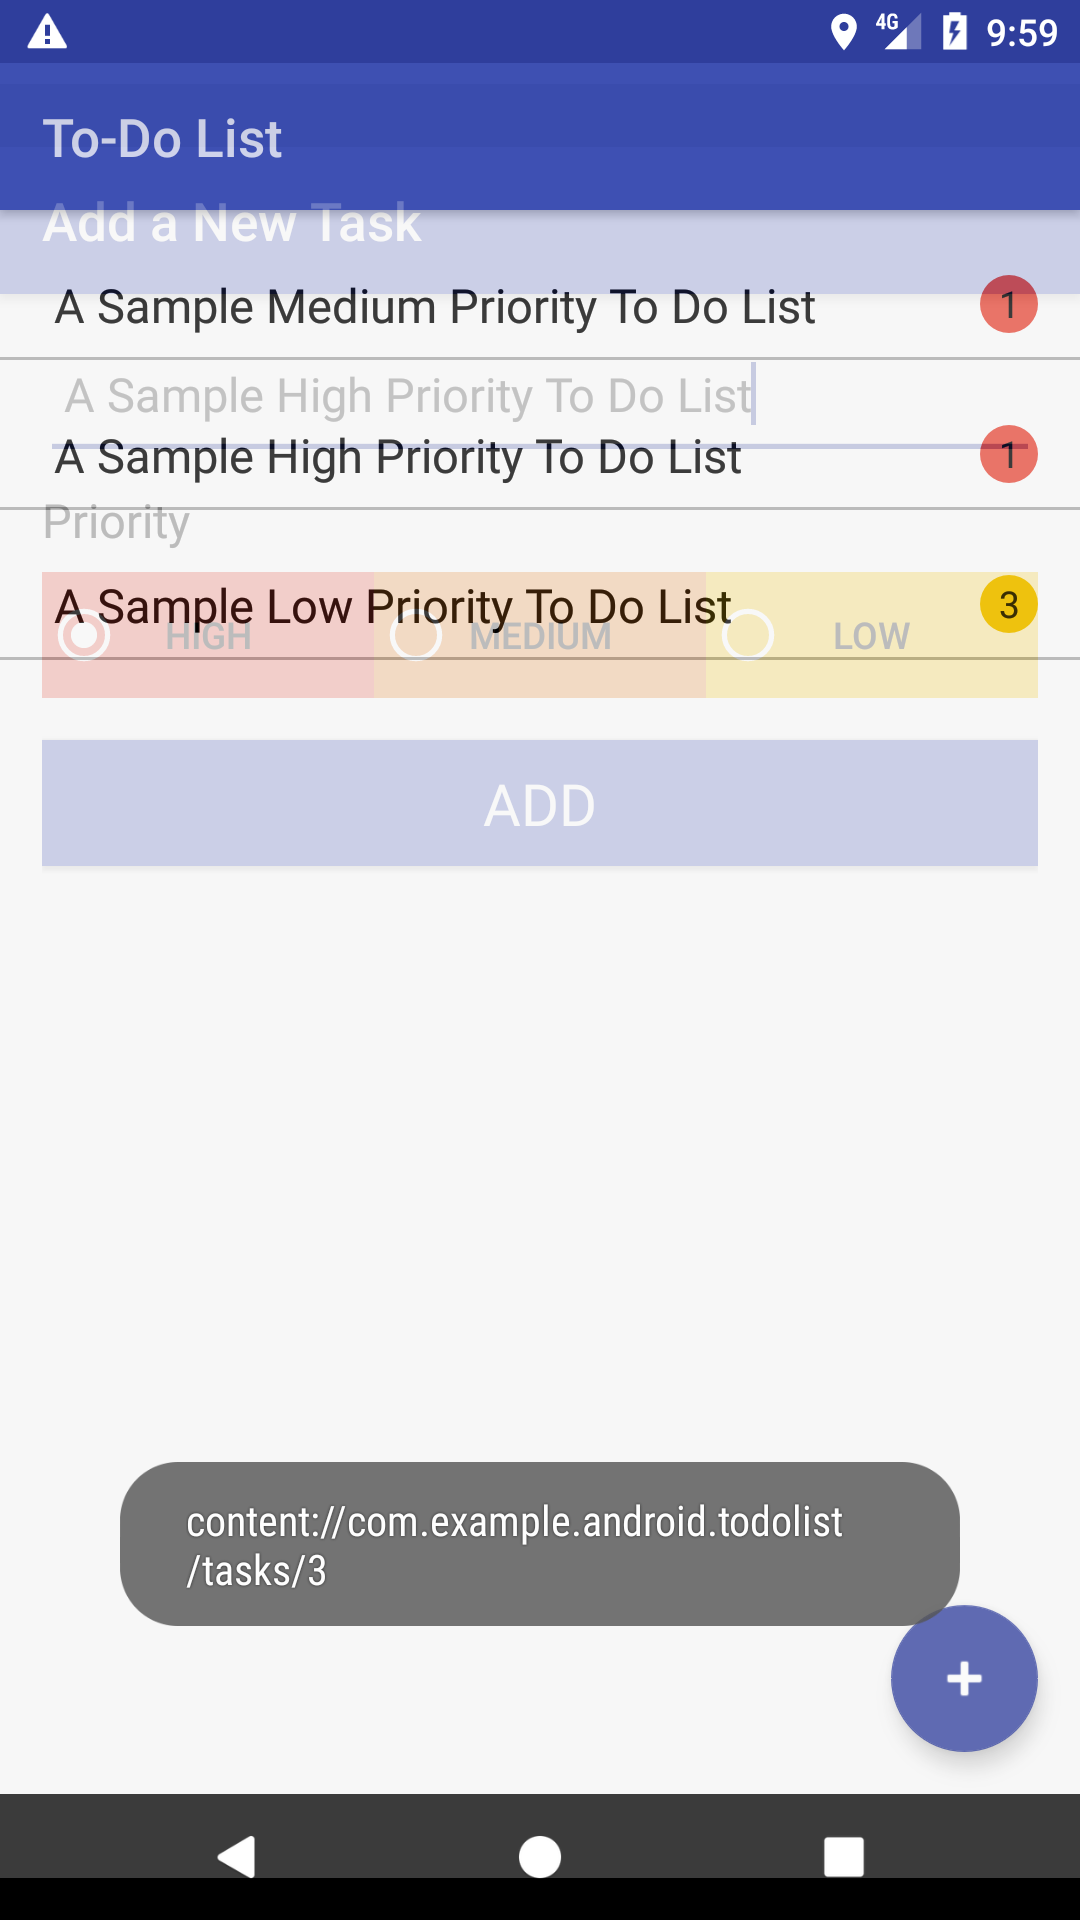 4G 9:59
To-Do List
Add a New Task
A Sample Medium Priority To Do List 1
A Sample High Priority To Do List
A Sample High Priority To Do List 1
Priority
A Sample Low Priority To Do List 3
HIGH MEDIUM LOW
ADD
content://com.example.android.todolist
/tasks/3